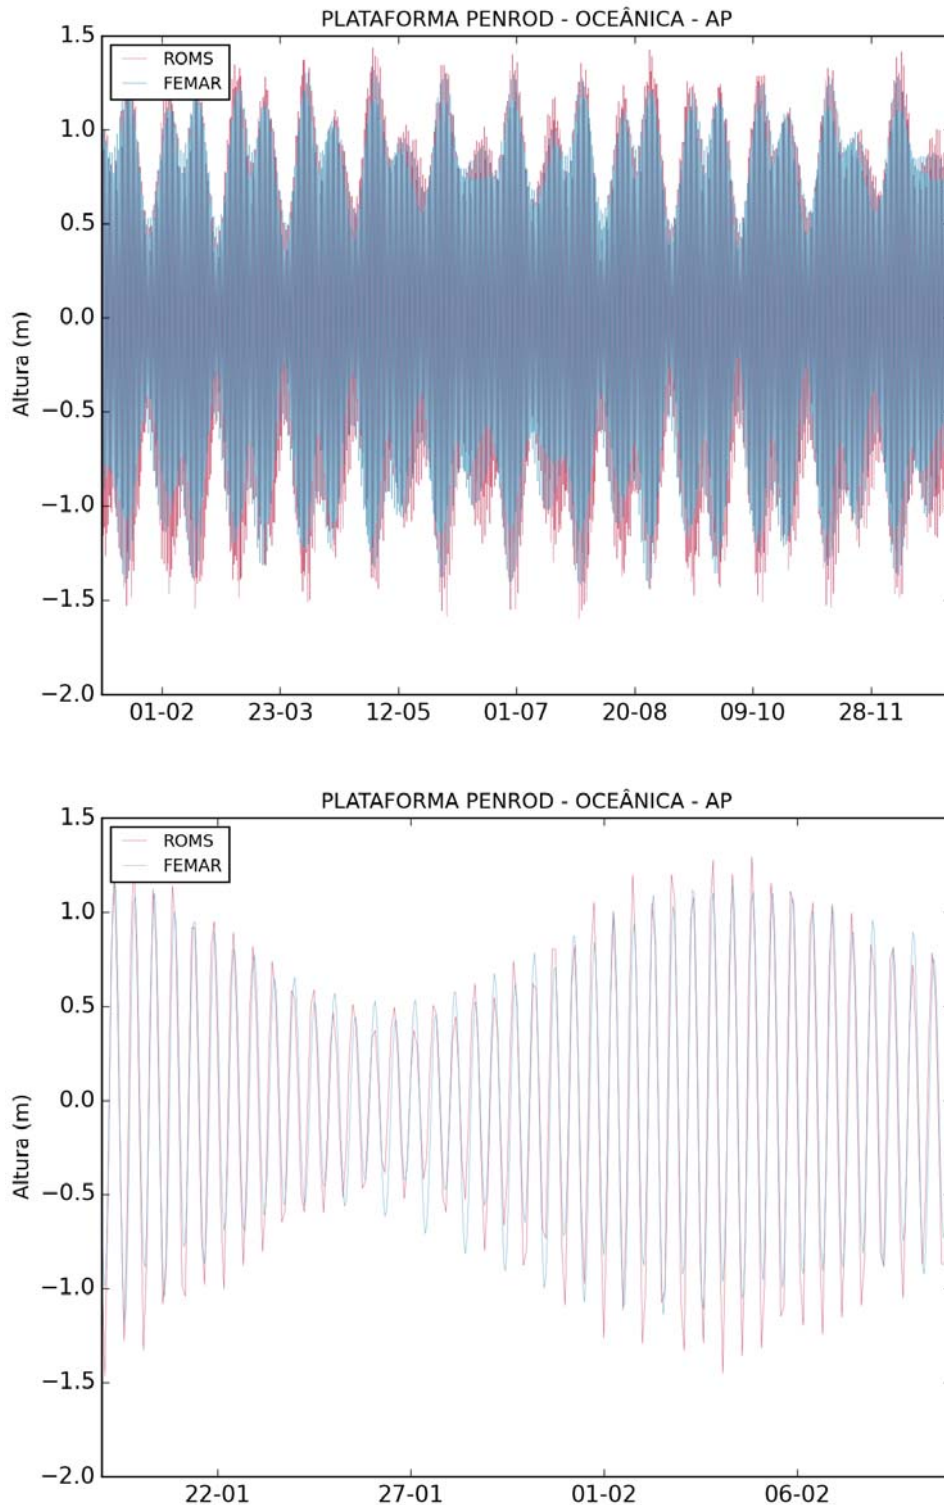 PLATAFORMA PENROD - OCEÂNICA - AP
1.5
ROMS
FEMAR
1.0
0.5
0.0
Altura (m)
−0.5
−1.0
−1.5
−2.0
01-02 23-03 12-05 01-07 20-08 09-10 28-11
PLATAFORMA PENROD - OCEÂNICA - AP
1.5
ROMS
FEMAR
1.0
0.5
0.0
Altura (m)
−0.5
−1.0
−1.5
−2.0
22-01 27-01 01-02 06-02